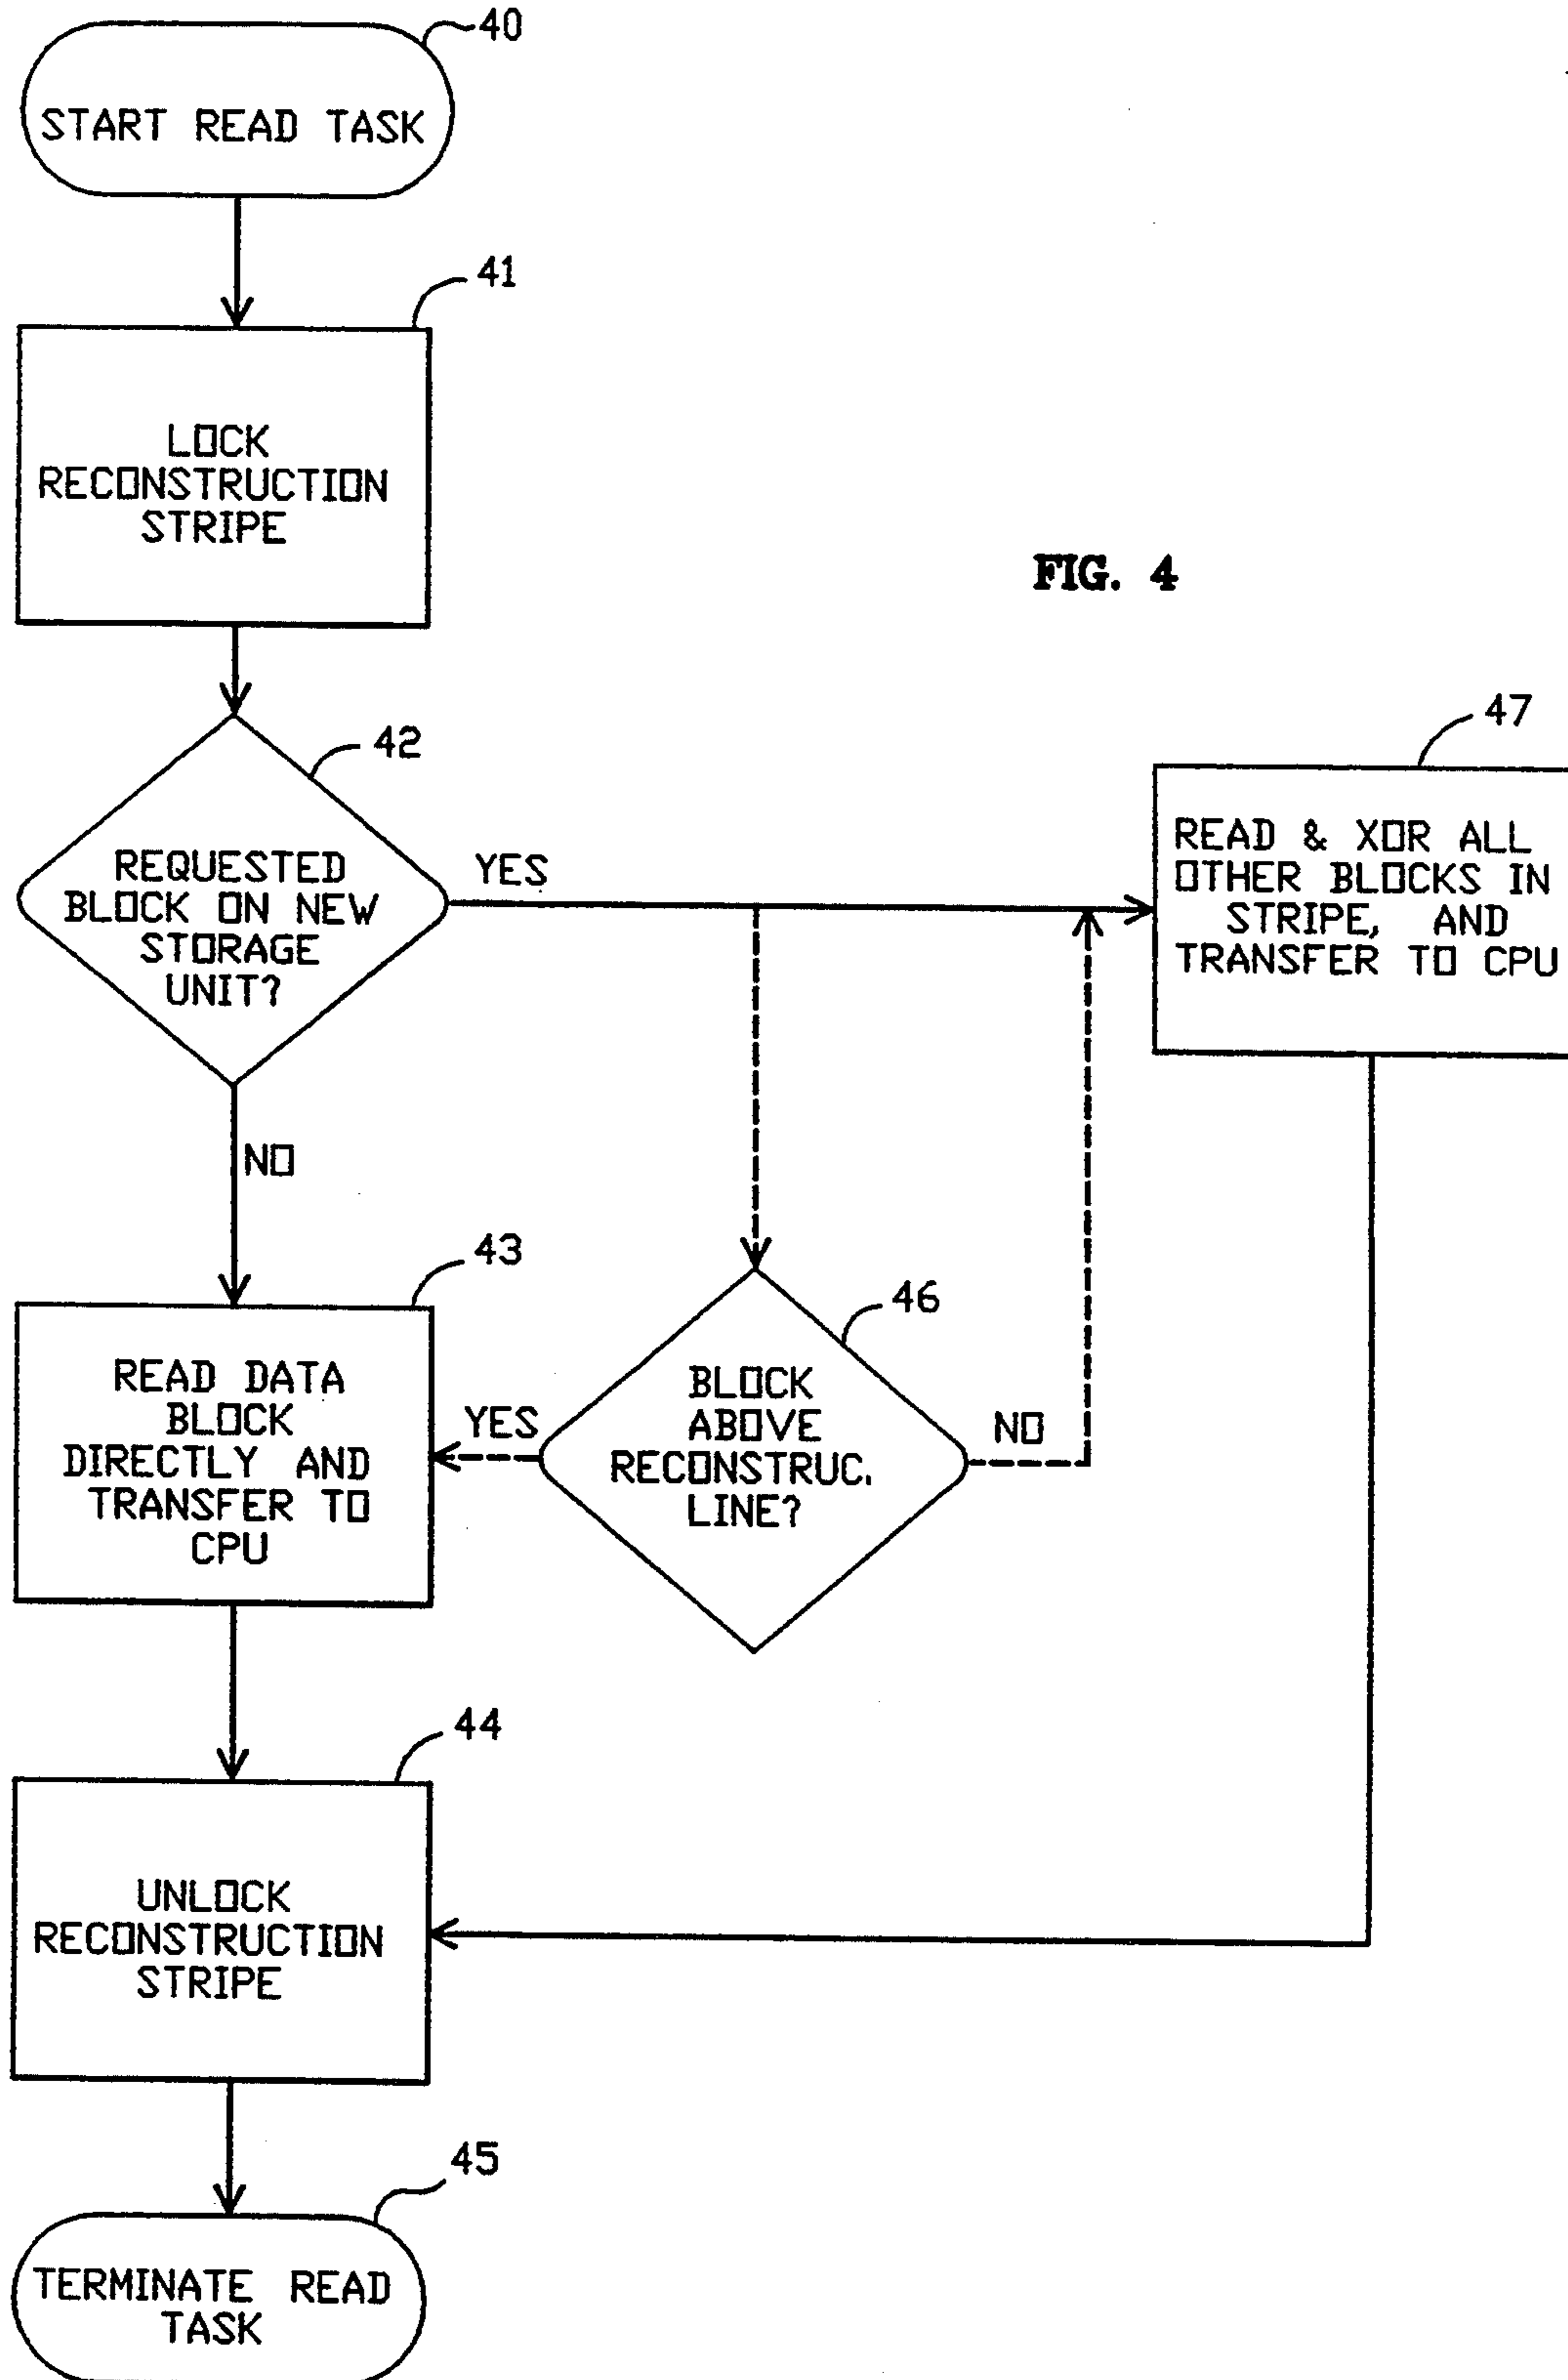 40
START READ TASK
41
LOCK
RECONSTRUCTION
STRIPE
FIG. 4
42
REQUESTED
BLOCK ON NEW
STORAGE
UNIT?
YES
NO
47
READ & XOR ALL
OTHER BLOCKS IN
STRIPE, AND
TRANSFER TO CPU
43
READ DATA
BLOCK
DIRECTLY AND
TRANSFER TO
CPU
YES
46
BLOCK
ABOVE
RECONSTRUC.
LINE?
NO
44
UNLOCK
RECONSTRUCTION
STRIPE
45
TERMINATE READ
TASK